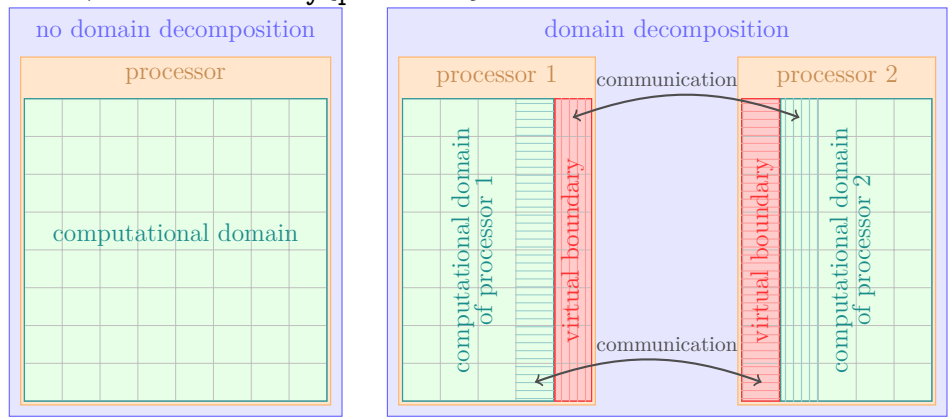 no domain decomposition
processor
computational domain
domain decomposition
processor 1
computational domain
of processor 1
virtual boundary
communication
communication
processor 2
virtual boundary
computational domain
of processor 2